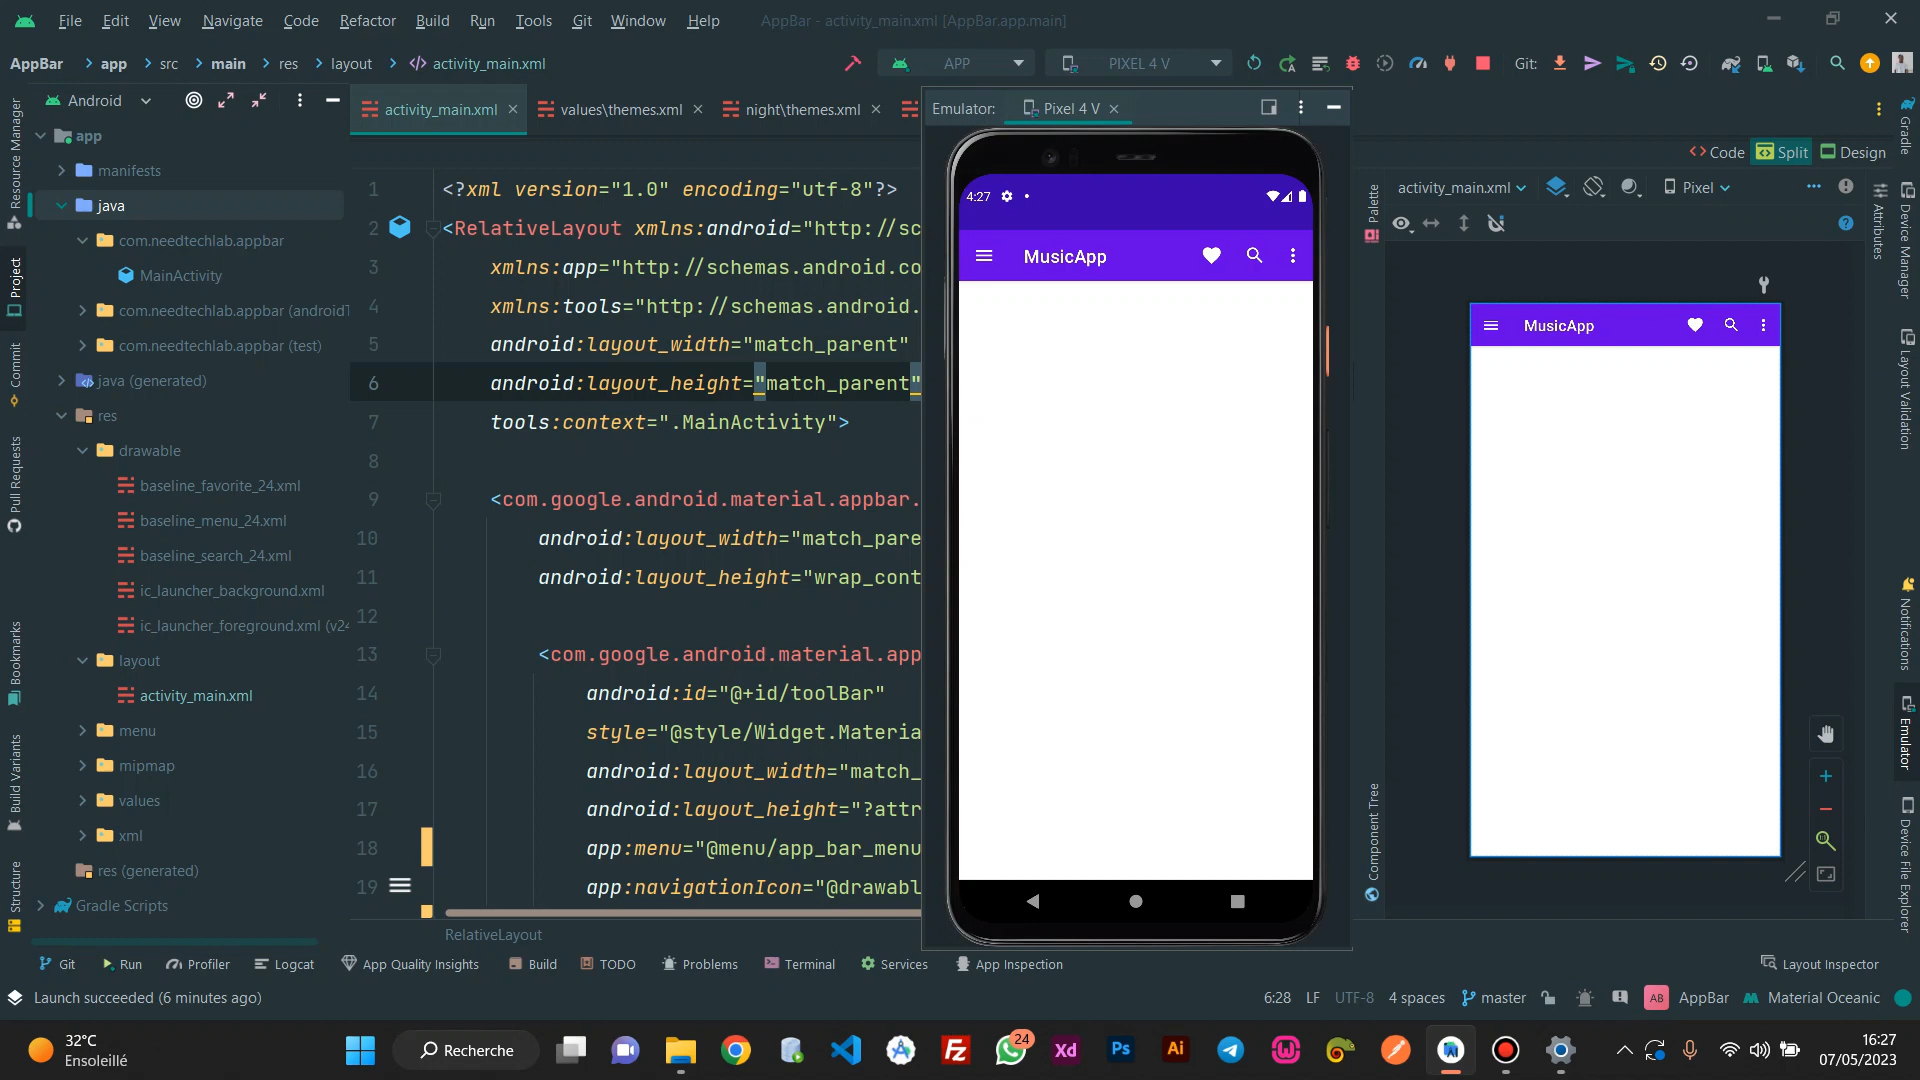 File Edit View Navigate Code Refactor Build Run Tools Git Window Help AppBar - activity_main.xml [AppBar.app.main]
AppBar app src main res layout activity_main.xml APP PIXEL 4 V Git:
Android
activity_main.xml values\themes.xml night\themes.xml
Emulator: Pixel 4 V
Code Split Design
activity_main.xml Pixel
Resource Manager
Project
Commit
Pull Requests
Bookmarks
Build Variants
Structure
app
manifests
java
com.needtechlab.appbar
MainActivity
com.needtechlab.appbar (androidT
com.needtechlab.appbar (test)
java (generated)
res
drawable
baseline_favorite_24.xml
baseline_menu_24.xml
baseline_search_24.xml
ic_launcher_background.xml
ic_launcher_foreground.xml (v24
layout
activity_main.xml
menu
mipmap
values
xml
res (generated)
Gradle Scripts
1 <?xml version="1.0" encoding="utf-8"?>
2 <RelativeLayout xmlns:android="http://sc
3 xmlns:app="http://schemas.android.co
4 xmlns:tools="http://schemas.android.
5 android:layout_width="match_parent"
6 android:layout_height="match_parent"
7 tools:context=".MainActivity">
8
9 <com.google.android.material.appbar.
10 android:layout_width="match_pare
11 android:layout_height="wrap_cont
12
13 <com.google.android.material.app
14 android:id="@+id/toolBar"
15 style="@style/Widget.Materia
16 android:layout_width="match_
17 android:layout_height="?attr
18 app:menu="@menu/app_bar_menu
19 app:navigationIcon="@drawabl
RelativeLayout
4:27
MusicApp
Palette
Component Tree
MusicApp
Attributes
Gradle
Device Manager
Layout Validation
Notifications
Emulator
Device File Explorer
Git Run Profiler Logcat App Quality Insights Build TODO Problems Terminal Services App Inspection Layout Inspector
Launch succeeded (6 minutes ago) 6:28 LF UTF-8 4 spaces master AB AppBar Material Oceanic
32°C
Ensoleillé
Recherche
Fz
24
Xd
Ps
Ai
16:27
07/05/2023